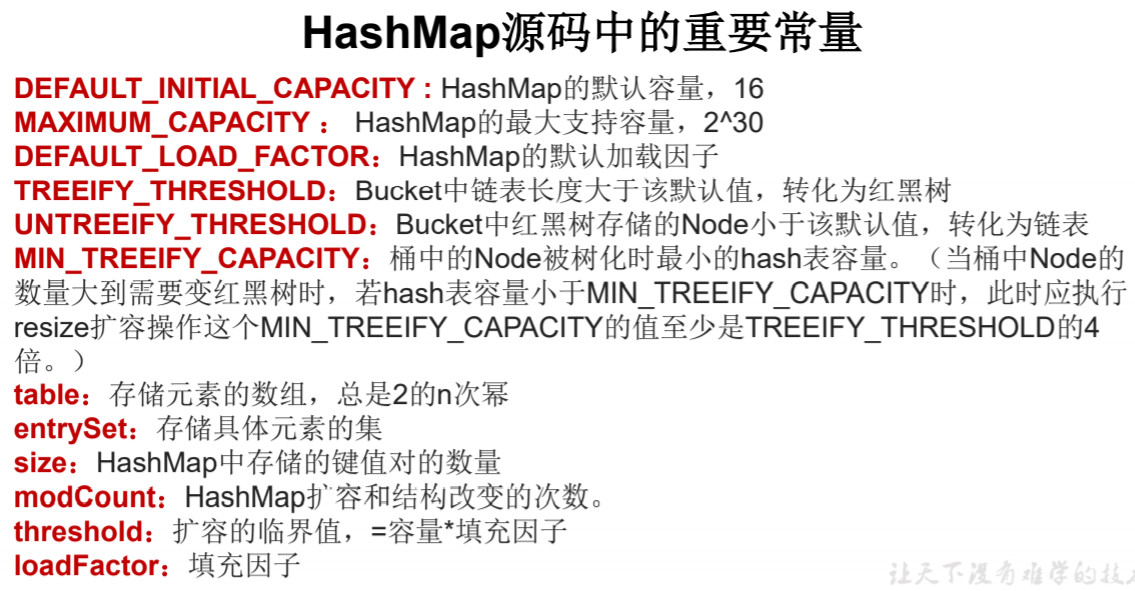 HashMap源码中的重要常量
DEFAULT_INITIAL_CAPACITY : HashMap的默认容量，16
MAXIMUM_CAPACITY ： HashMap的最大支持容量，2^30
DEFAULT_LOAD_FACTOR：HashMap的默认加载因子
TREEIFY_THRESHOLD：Bucket中链表长度大于该默认值，转化为红黑树
UNTREEIFY_THRESHOLD：Bucket中红黑树存储的Node小于该默认值，转化为链表
MIN_TREEIFY_CAPACITY：桶中的Node被树化时最小的hash表容量。（当桶中Node的
数量大到需要变红黑树时，若hash表容量小于MIN_TREEIFY_CAPACITY时，此时应执行
resize扩容操作这个MIN_TREEIFY_CAPACITY的值至少是TREEIFY_THRESHOLD的4
倍。）
table：存储元素的数组，总是2的n次幂
entrySet：存储具体元素的集
size：HashMap中存储的键值对的数量
modCount：HashMap扩容和结构改变的次数。
threshold：扩容的临界值，=容量*填充因子
loadFactor：填充因子
让天下没有难学的技